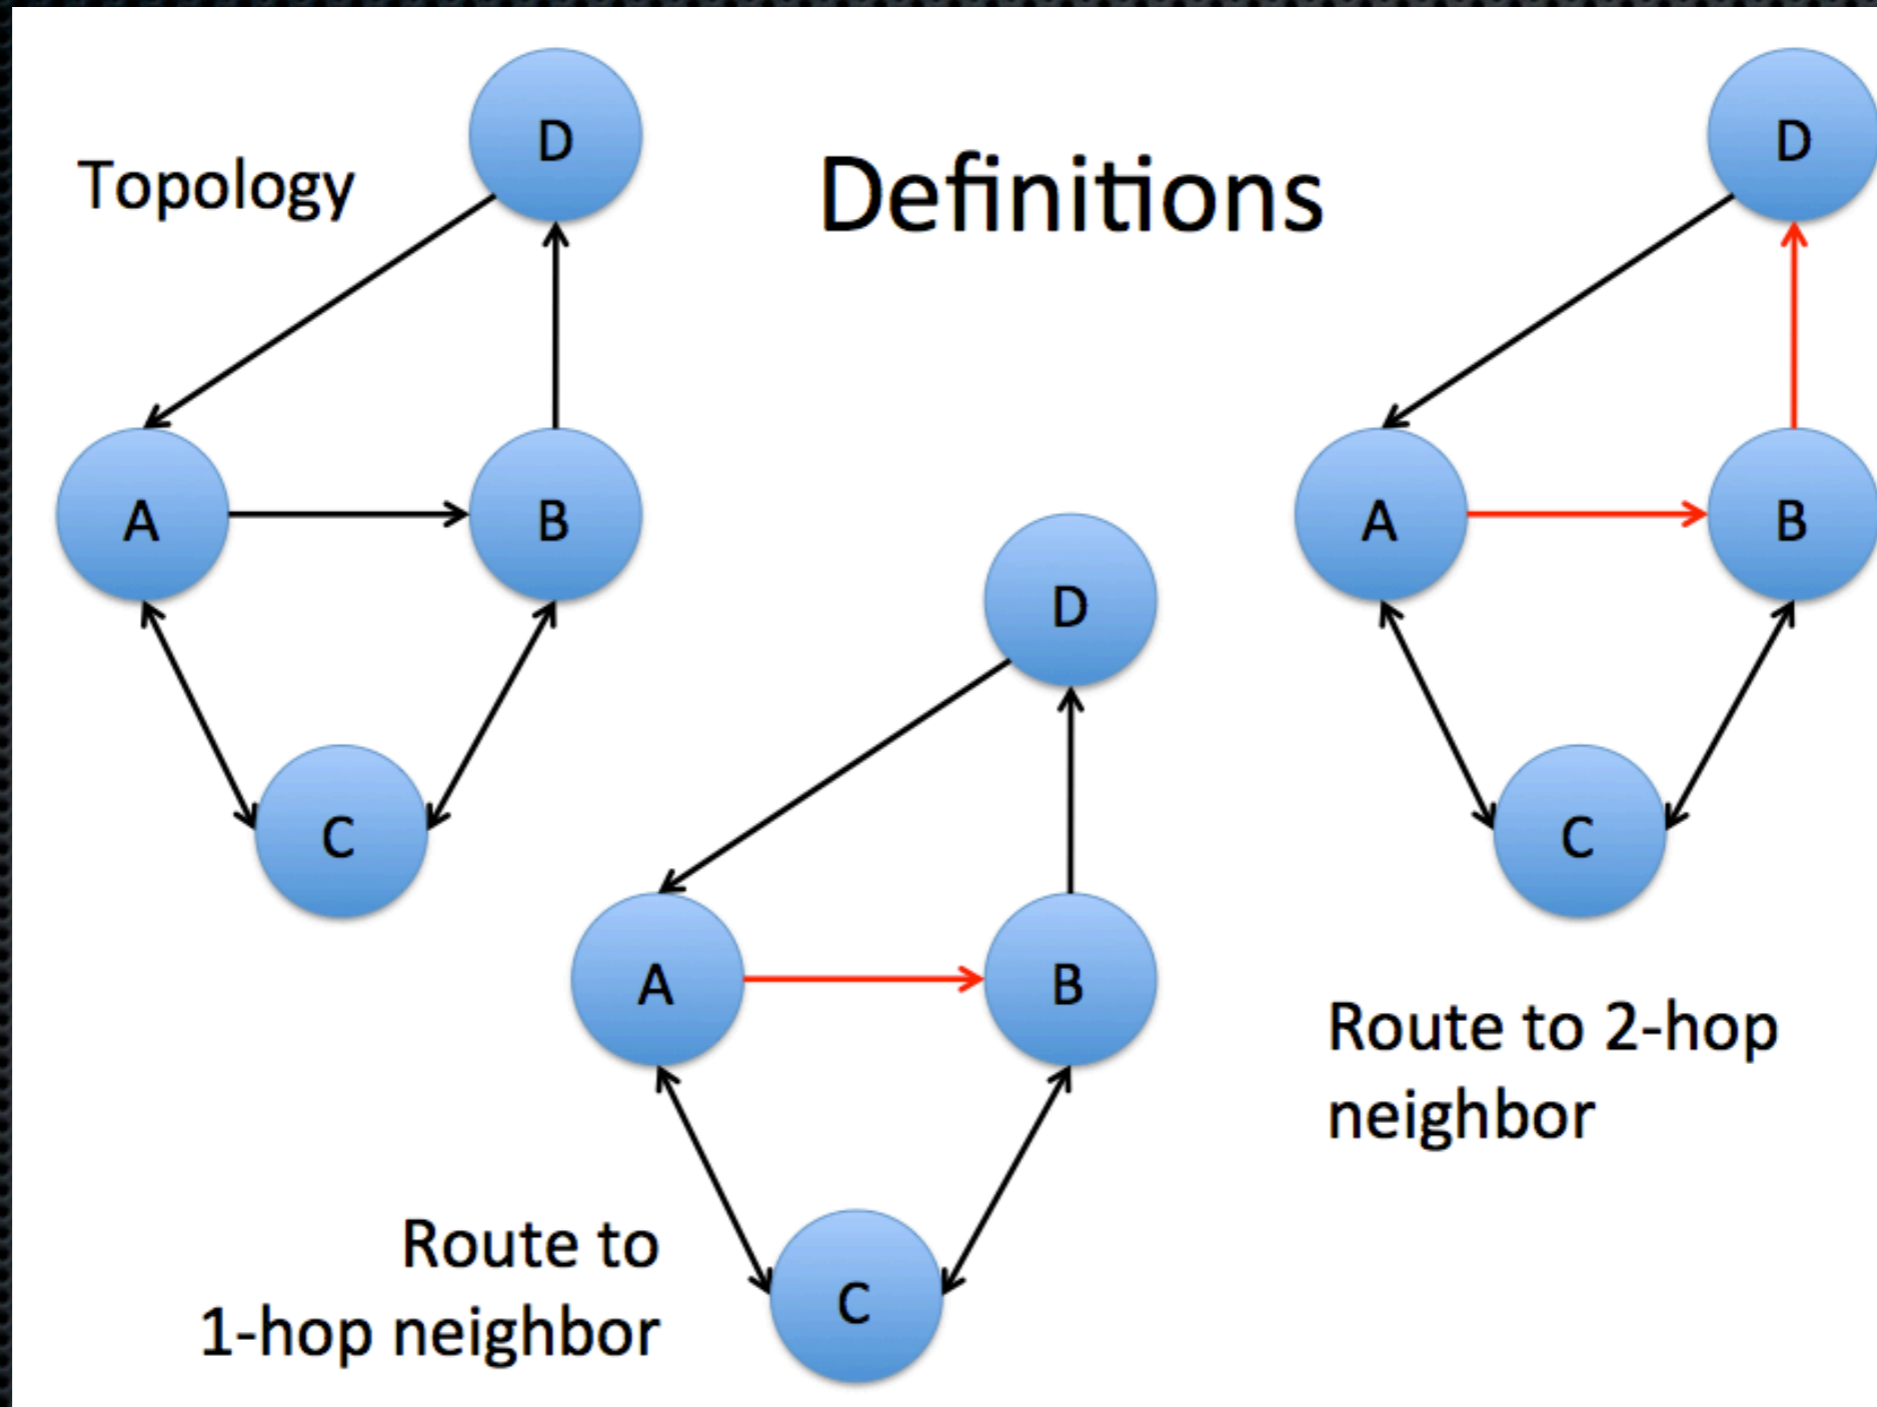 Topology
Definitions
D
A
B
C
D
A
B
C
Route to
1-hop neighbor
D
A
B
C
Route to 2-hop
neighbor